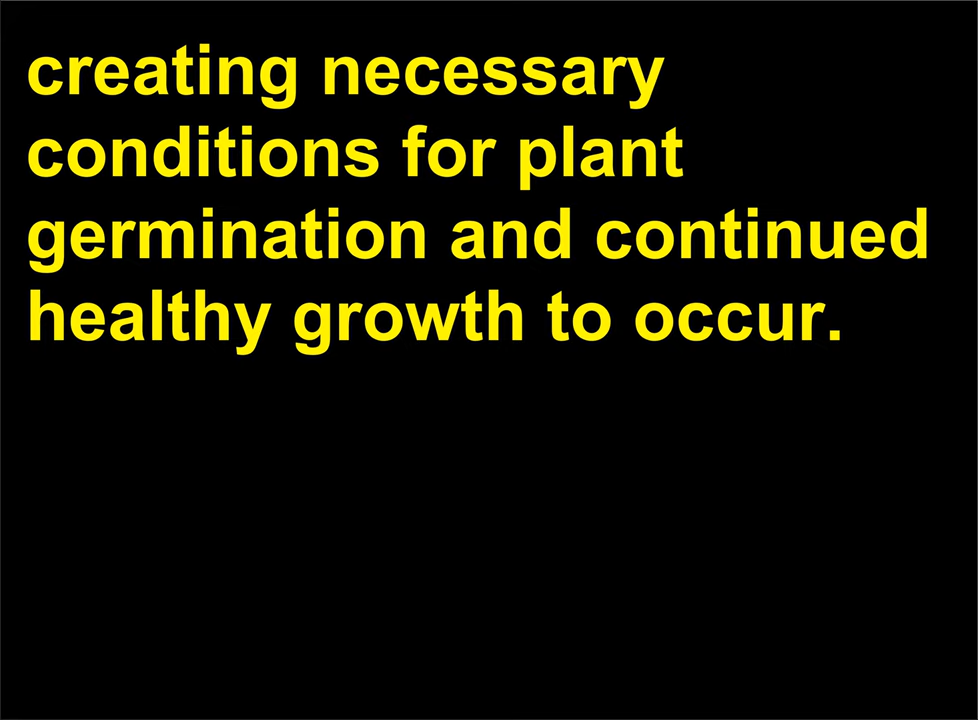 creating necessary
conditions for plant
germination and continued
healthy growth to occur.